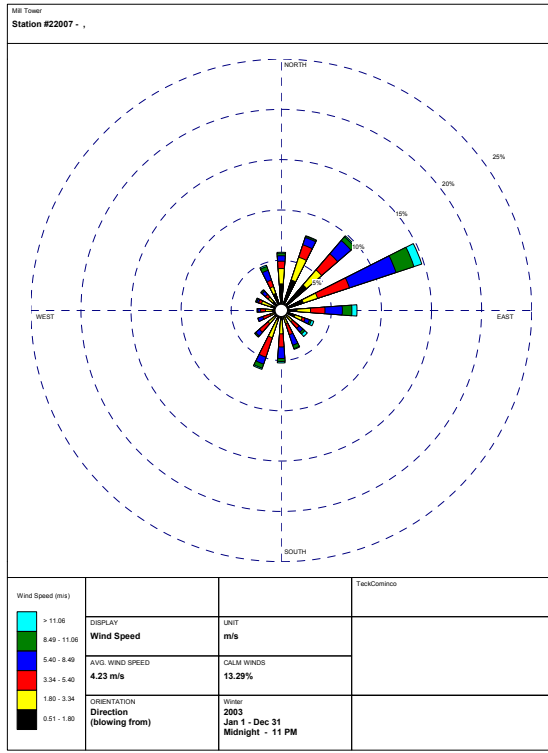 Mill Tower
Station #22007 - ,
NORTH
25%
20%
15%
10%
5%
WEST
EAST
SOUTH
Wind Speed (m/s)
> 11.06
8.49 - 11.06
5.40 - 8.49
3.34 - 5.40
1.80 - 3.34
0.51 - 1.80
DISPLAY
Wind Speed
UNIT
m/s
AVG. WIND SPEED
4.23 m/s
CALM WINDS
13.29%
ORIENTATION
Direction
(blowing from)
Winter
2003
Jan 1 - Dec 31
Midnight - 11 PM
TeckCominco